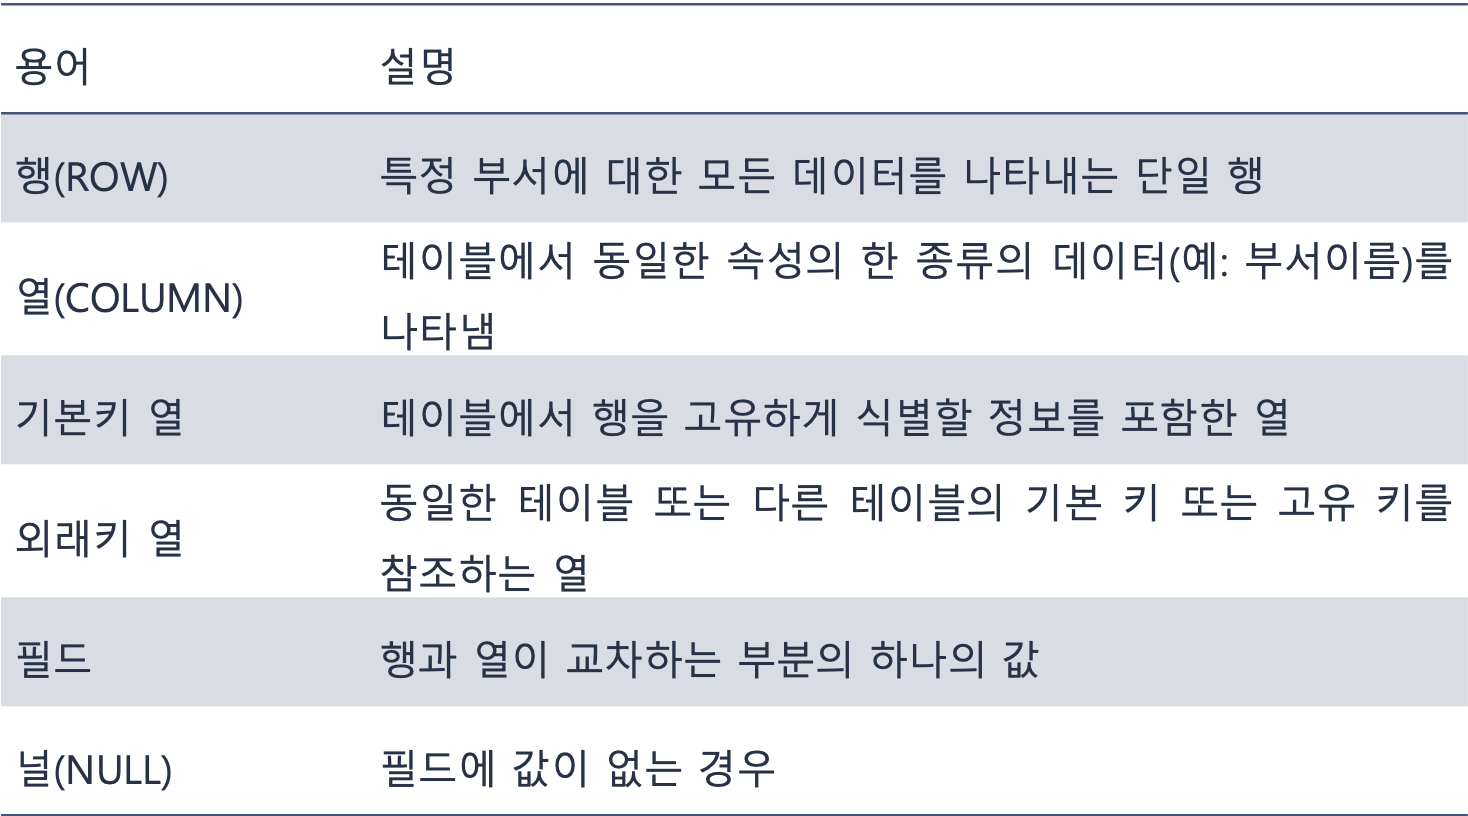 용어 설명
행(ROW) 특정 부서에 대한 모든 데이터를 나타내는 단일 행
열(COLUMN) 테이블에서 동일한 속성의 한 종류의 데이터(예: 부서이름)를
나타냄
기본키 열 테이블에서 행을 고유하게 식별할 정보를 포함한 열
외래키 열 동일한 테이블 또는 다른 테이블의 기본 키 또는 고유 키를
참조하는 열
필드 행과 열이 교차하는 부분의 하나의 값
널(NULL) 필드에 값이 없는 경우